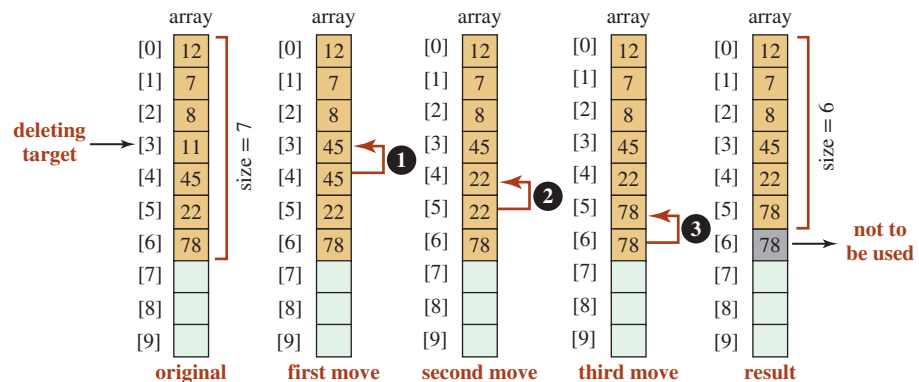 array array array array array
[0] 12 [0] 12 [0] 12 [0] 12 [0] 12
[1] 7 [1] 7 [1] 7 [1] 7 [1] 7
[2] 8 [2] 8 [2] 8 [2] 8 [2] 8
deleting
target
[3] 11 [3] 45 [3] 45 [3] 45 [3] 45
[4] 45 [4] 45 [4] 22 [4] 22 [4] 22
[5] 22 [5] 22 [5] 22 [5] 78 [5] 78
[6] 78 [6] 78 [6] 78 [6] 78 [6] 78
[7] [7] [7] [7] [7]
[8] [8] [8] [8] [8]
[9] [9] [9] [9] [9]
size = 7
1
2
3
size = 6
not to
be used
original first move second move third move result